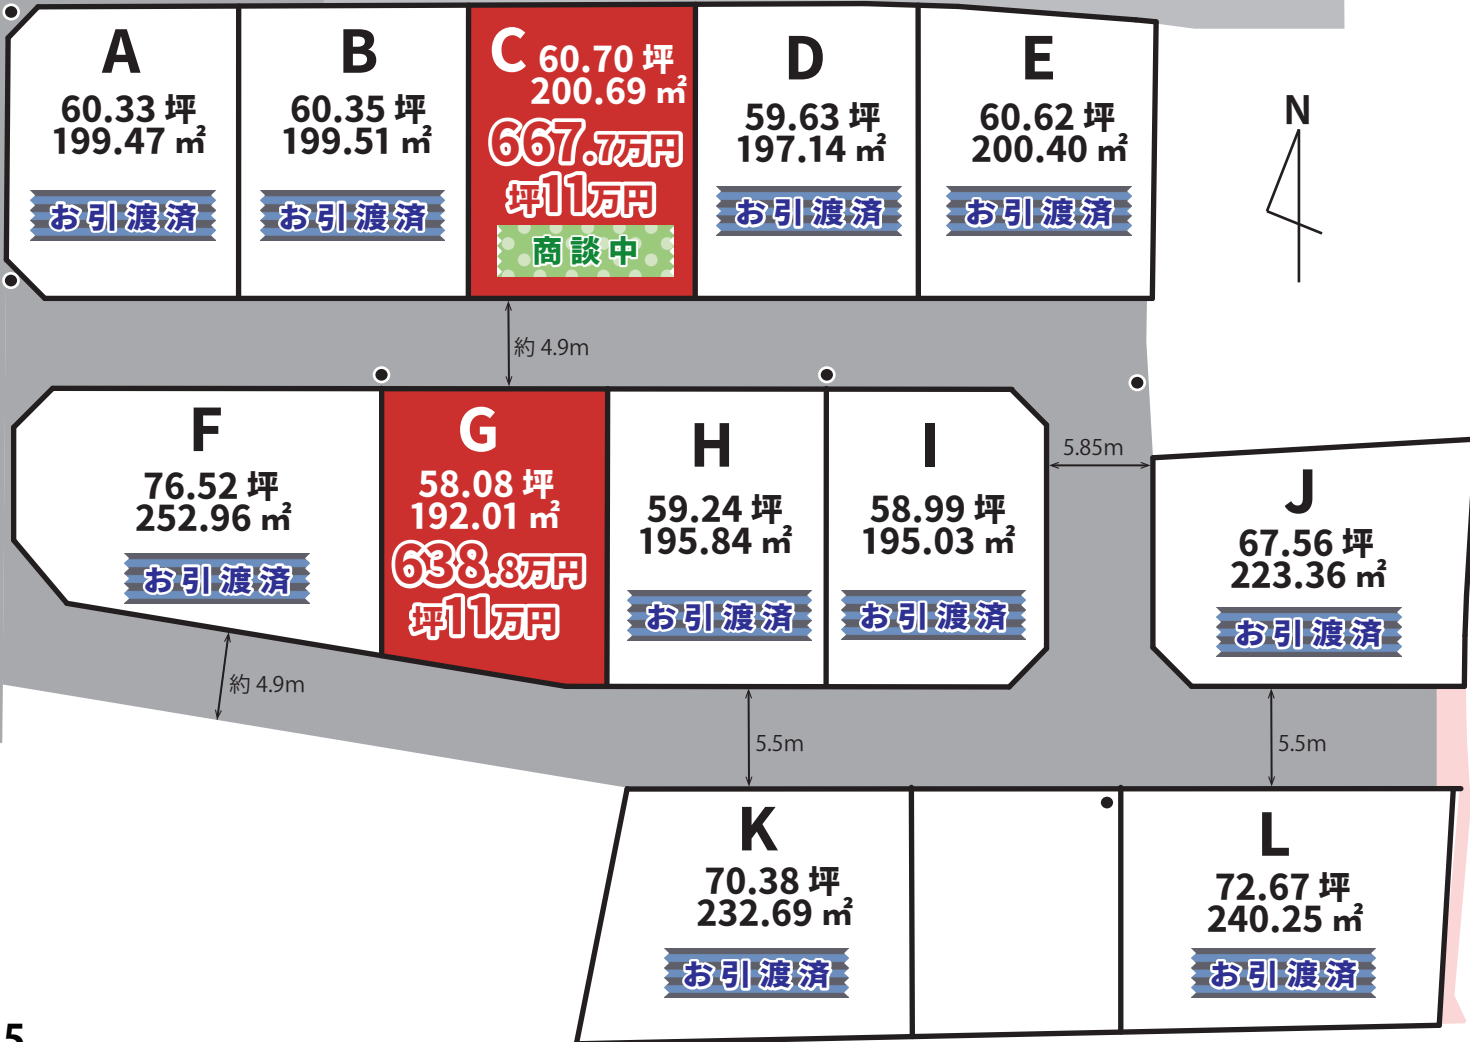 A
60.33 坪
199.47 ㎡
お引渡済
B
60.35 坪
199.51 ㎡
お引渡済
C 60.70 坪
200.69 ㎡
667.7万円
坪11万円
商談中
D
59.63 坪
197.14 ㎡
お引渡済
E
60.62 坪
200.40 ㎡
お引渡済
N
約 4.9m
F
76.52 坪
252.96 ㎡
お引渡済
G
58.08 坪
192.01 ㎡
638.8万円
坪11万円
H
59.24 坪
195.84 ㎡
お引渡済
I
58.99 坪
195.03 ㎡
お引渡済
5.85m
J
67.56 坪
223.36 ㎡
お引渡済
約 4.9m
5.5m
5.5m
K
70.38 坪
232.69 ㎡
お引渡済
L
72.67 坪
240.25 ㎡
お引渡済
5